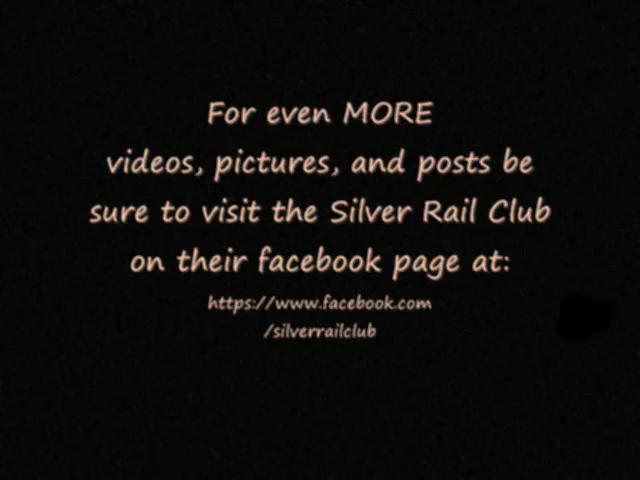 For even MORE
videos, pictures, and posts be
sure to visit the Silver Rail Club
on their facebook page at:
https://www.facebook.com
/silverrailclub